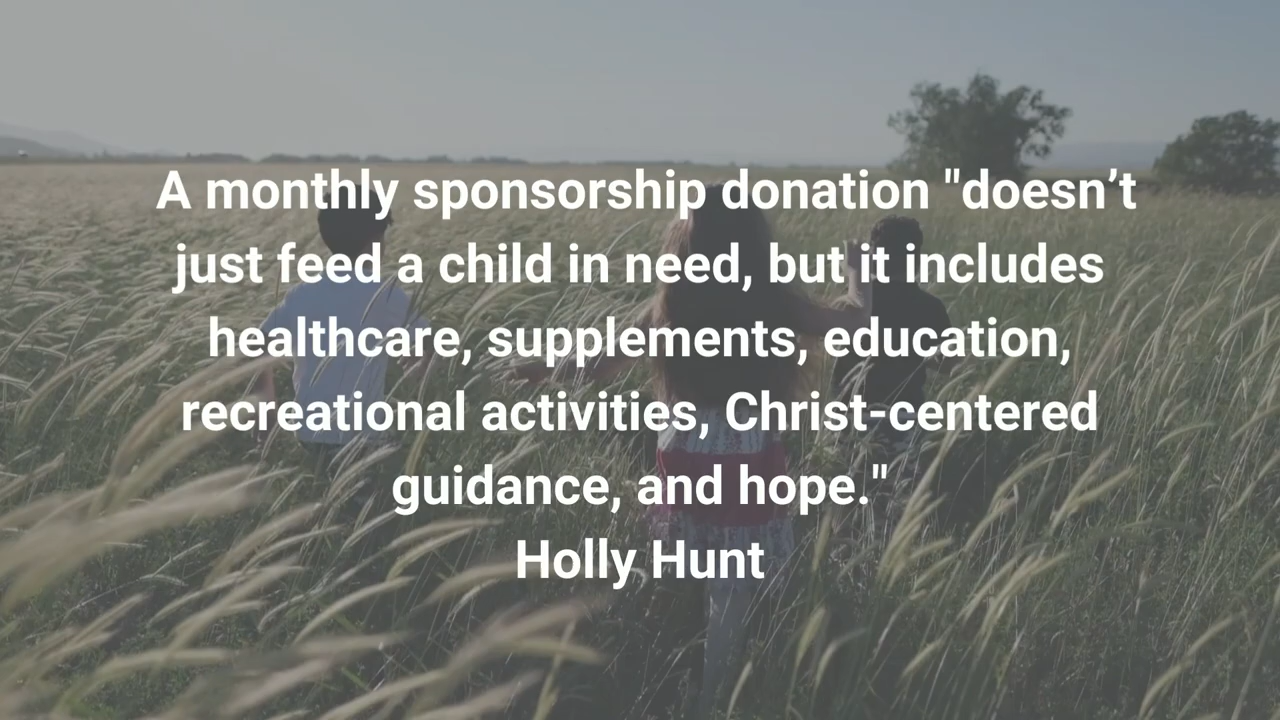 A monthly sponsorship donation "doesn’t
just feed a child in need, but it includes
healthcare, supplements, education,
recreational activities, Christ-centered
guidance, and hope."
Holly Hunt